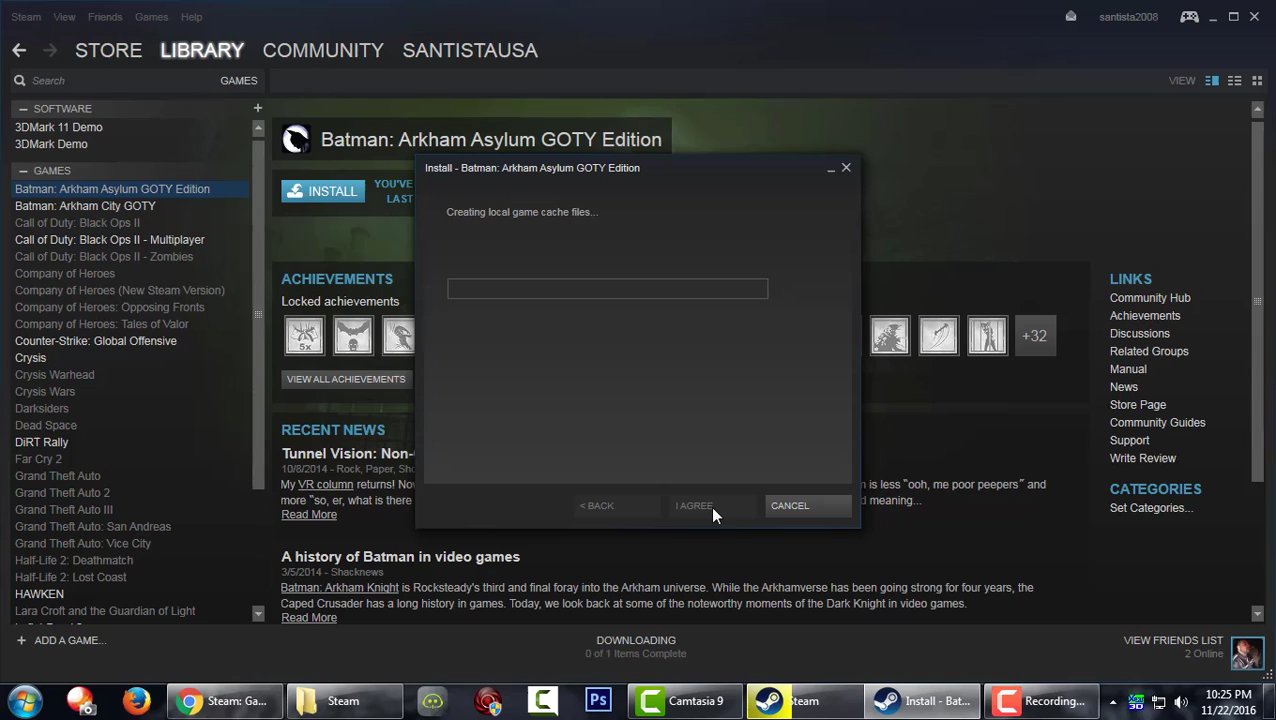 Steam View Friends Games Help
santista2008
STORE LIBRARY COMMUNITY SANTISTAUSA
Search GAMES
VIEW
— SOFTWARE +
3DMark 11 Demo
3DMark Demo
— GAMES
Batman: Arkham Asylum GOTY Edition
Batman: Arkham City GOTY
Call of Duty: Black Ops II
Call of Duty: Black Ops II - Multiplayer
Call of Duty: Black Ops II - Zombies
Company of Heroes
Company of Heroes (New Steam Version)
Company of Heroes: Opposing Fronts
Company of Heroes: Tales of Valor
Counter-Strike: Global Offensive
Crysis
Crysis Warhead
Crysis Wars
Darksiders
Dead Space
DiRT Rally
Far Cry 2
Grand Theft Auto
Grand Theft Auto 2
Grand Theft Auto III
Grand Theft Auto: San Andreas
Grand Theft Auto: Vice City
Half-Life 2: Deathmatch
Half-Life 2: Lost Coast
HAWKEN
Lara Croft and the Guardian of Light
+ ADD A GAME...
Batman: Arkham Asylum GOTY Edition
INSTALL
YOU'VE
LAST
ACHIEVEMENTS
Locked achievements
5x
+32
VIEW ALL ACHIEVEMENTS
RECENT NEWS
Tunnel Vision: Non-
10/8/2014 - Rock, Paper, Sho
My VR column returns! Now
explosions and more "so, er, what is there
is less "ooh, me poor peepers" and
meaning...
Read More
A history of Batman in video games
3/5/2014 - Shacknews
Batman: Arkham Knight is Rocksteady's third and final foray into the Arkham universe. While the Arkhamverse has been going strong for four years, the
Caped Crusader has a long history in games. Today, we look back at some of the noteworthy moments of the Dark Knight in video games.
Read More
Install - Batman: Arkham Asylum GOTY Edition
Creating local game cache files...
< BACK I AGREE CANCEL
LINKS
Community Hub
Achievements
Discussions
Related Groups
Manual
News
Store Page
Community Guides
Support
Write Review
CATEGORIES
Set Categories...
DOWNLOADING
0 of 1 Items Complete
VIEW FRIENDS LIST
2 Online
Steam: Ga...
Steam
Ps
Camtasia 9
Steam
Install - Bat...
Recording...
10:25 PM
11/22/2016